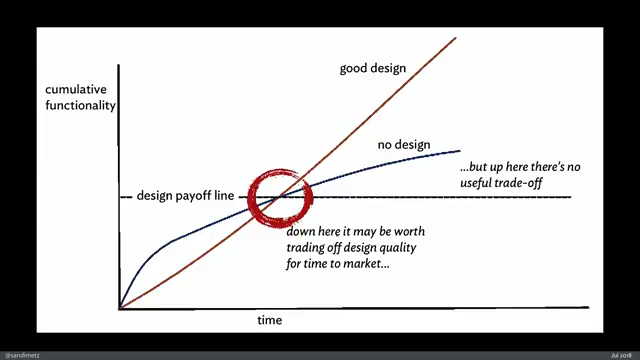 good design
cumulative
functionality
no design
...but up here there's no
useful trade-off
design payoff line
down here it may be worth
trading off design quality
for time to market...
time
@sandimetz
Jul 2018